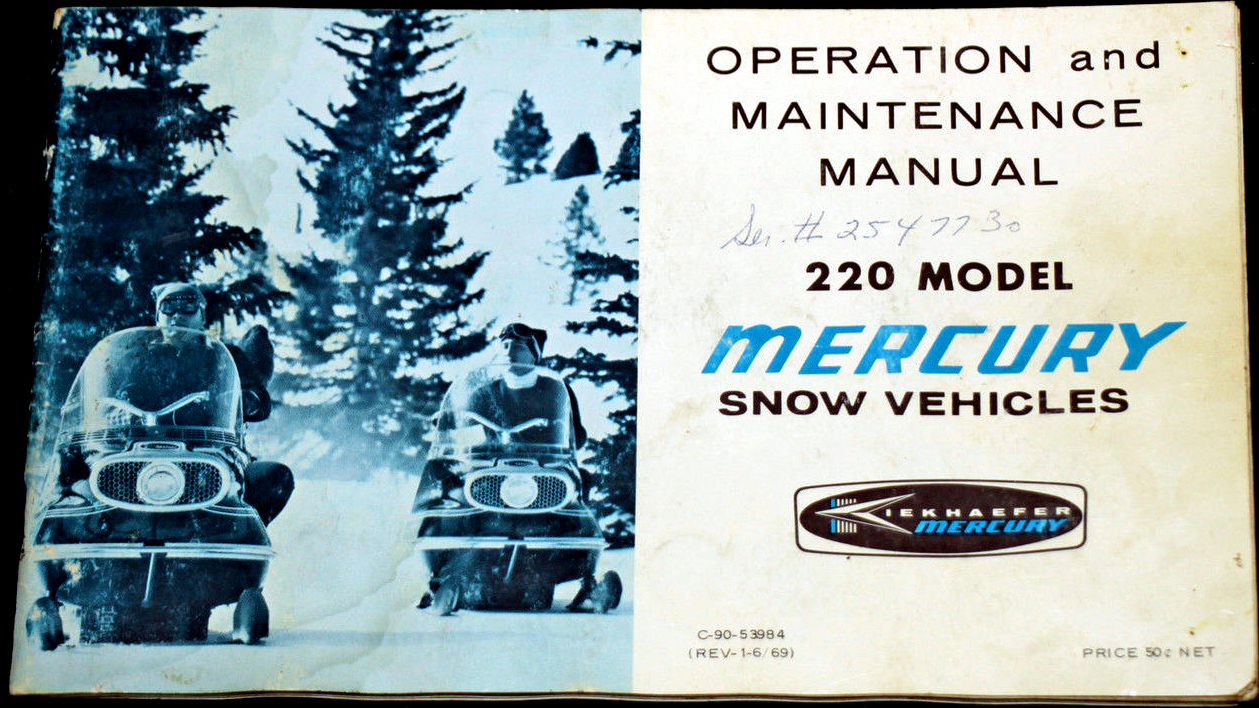 OPERATION and
MAINTENANCE
MANUAL
Ser. # 2547730
220 MODEL
MERCURY
SNOW VEHICLES
KIEKHAEFER
MERCURY
C-90-53984
(REV-1-6/69)
PRICE 50¢ NET